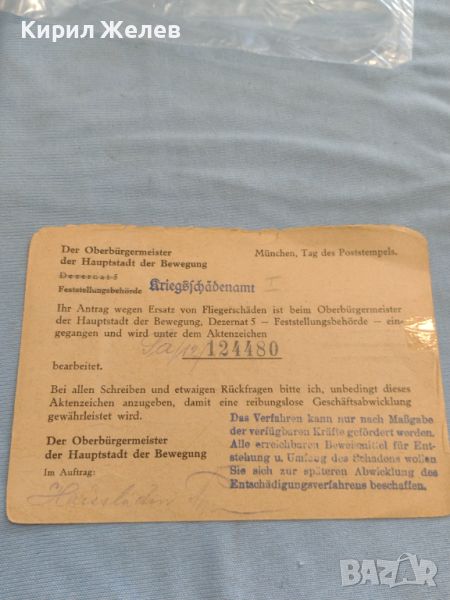 Кирил Желев
Der Oberbürgermeister
der Hauptstadt der Bewegung
München, Tag des Poststempels.
Dezernat 5
Feststellungsbehörde Kriegsschädenamt I
Ihr Antrag wegen Ersatz von Fliegerschäden ist beim Oberbürgermeister
der Hauptstadt der Bewegung, Dezernat 5 – Feststellungsbehörde – ein-
gegangen und wird unter dem Aktenzeichen
124480
bearbeitet.
Bei allen Schreiben und etwaigen Rückfragen bitte ich, unbedingt dieses
Aktenzeichen anzugeben, damit eine reibungslose Geschäftsabwicklung
gewährleistet wird.
Der Oberbürgermeister
der Hauptstadt der Bewegung
Im Auftrag:
Das Verfahren kann nur nach Maßgabe
der verfügbaren Kräfte gefördert werden.
Alle erreichbaren Beweismittel für Ent-
stehung u. Umfang des Schadens wollen
Sie sich zur späteren Abwicklung des
Entschädigungsverfahrens beschaffen.
BAZAR